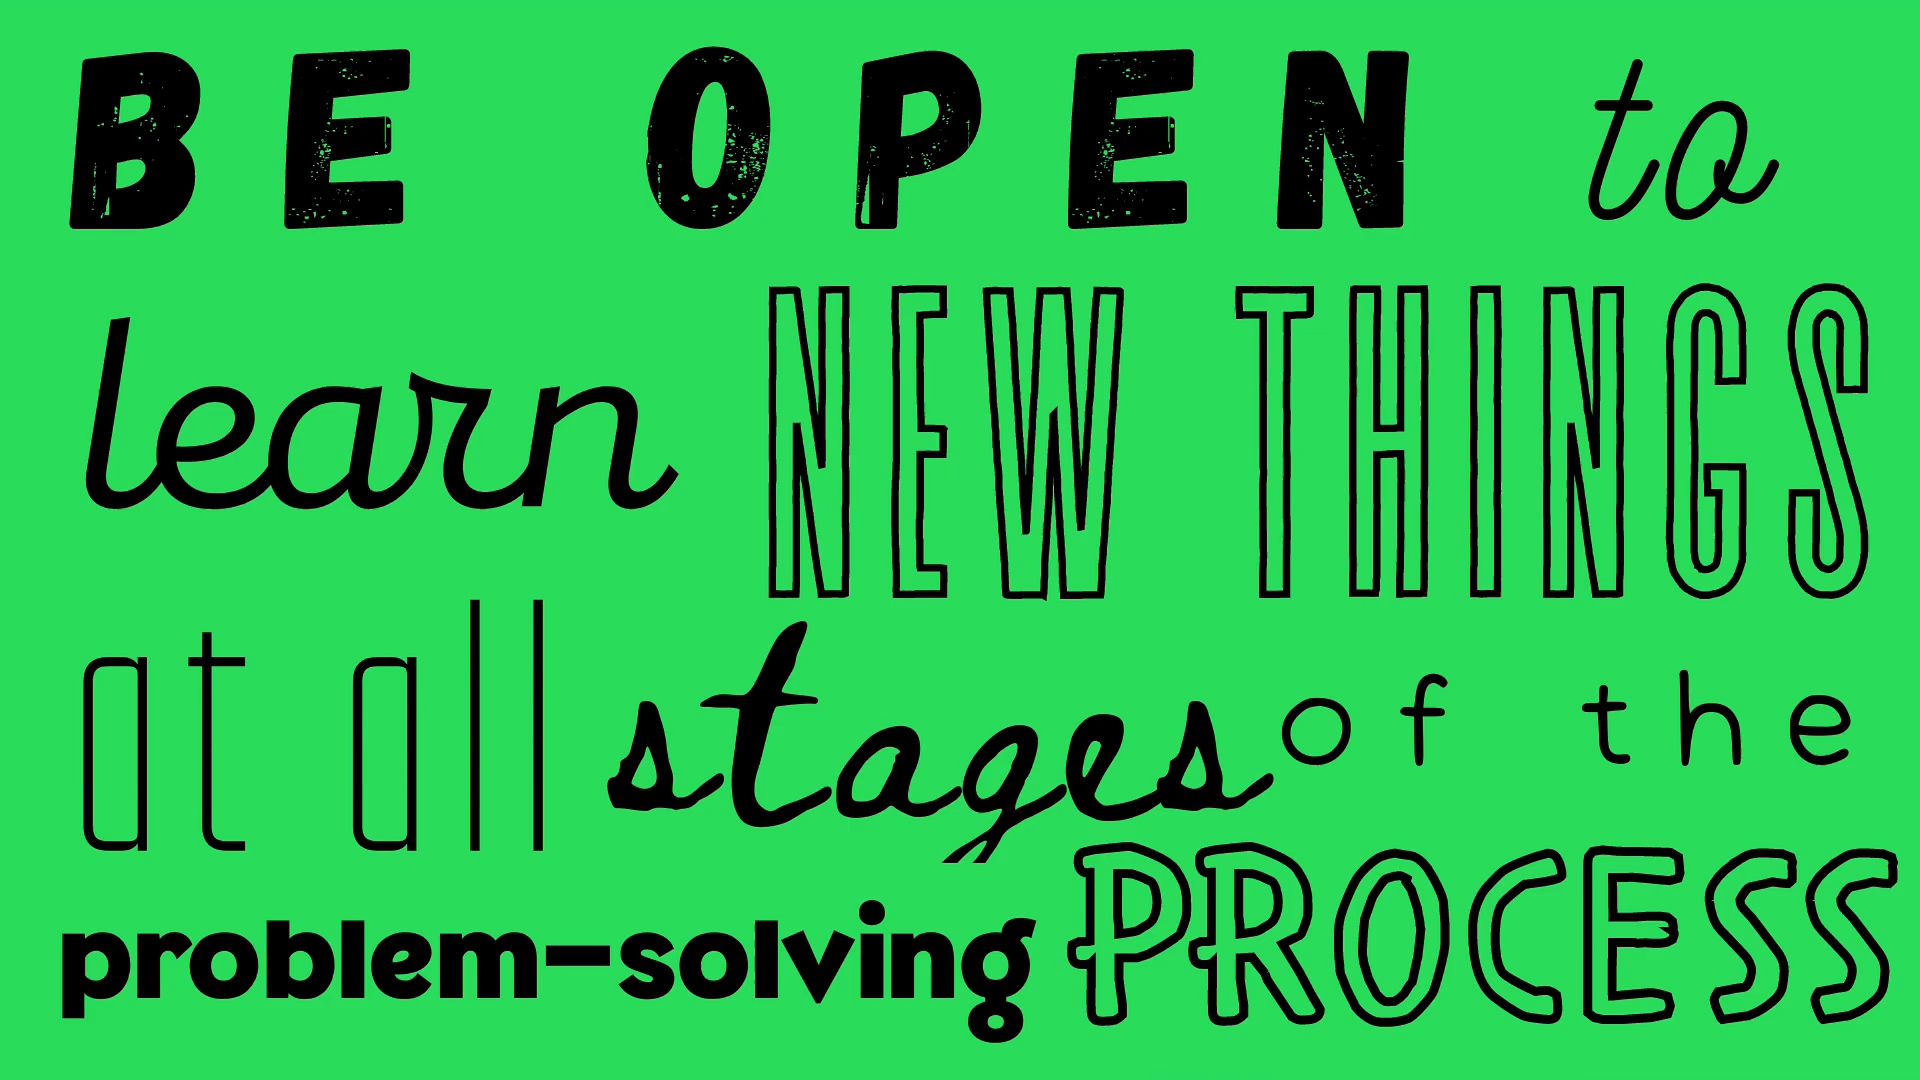 BE OPEN to
learn NEW THINGS
at all stages of the
problem-solving PROCESS